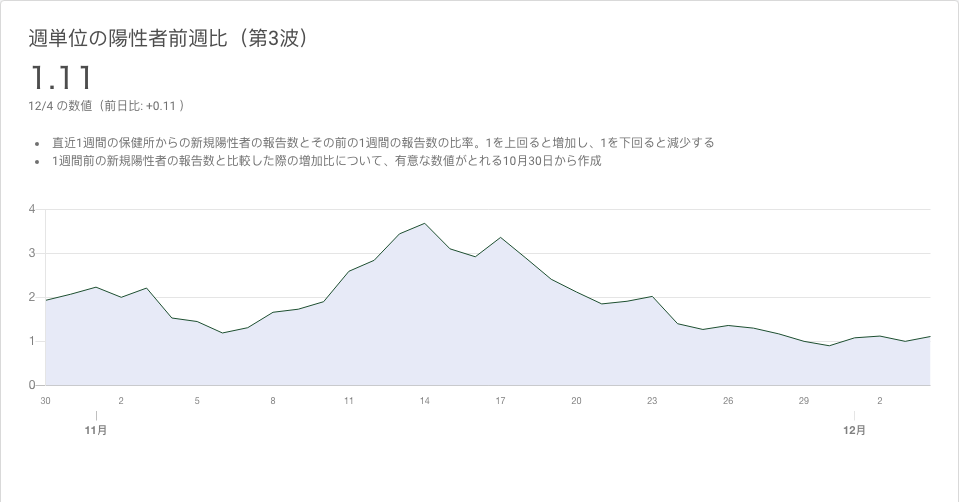 週単位の陽性者前週比（第3波）
1.11
12/4 の数値（前日比: +0.11 ）
• 直近1週間の保健所からの新規陽性者の報告数とその前の1週間の報告数の比率。1を上回ると増加し、1を下回ると減少する
• 1週間前の新規陽性者の報告数と比較した際の増加比について、有意な数値がとれる10月30日から作成
4
3
2
1
0
30 2 5 8 11 14 17 20 23 26 29 2
11月 12月